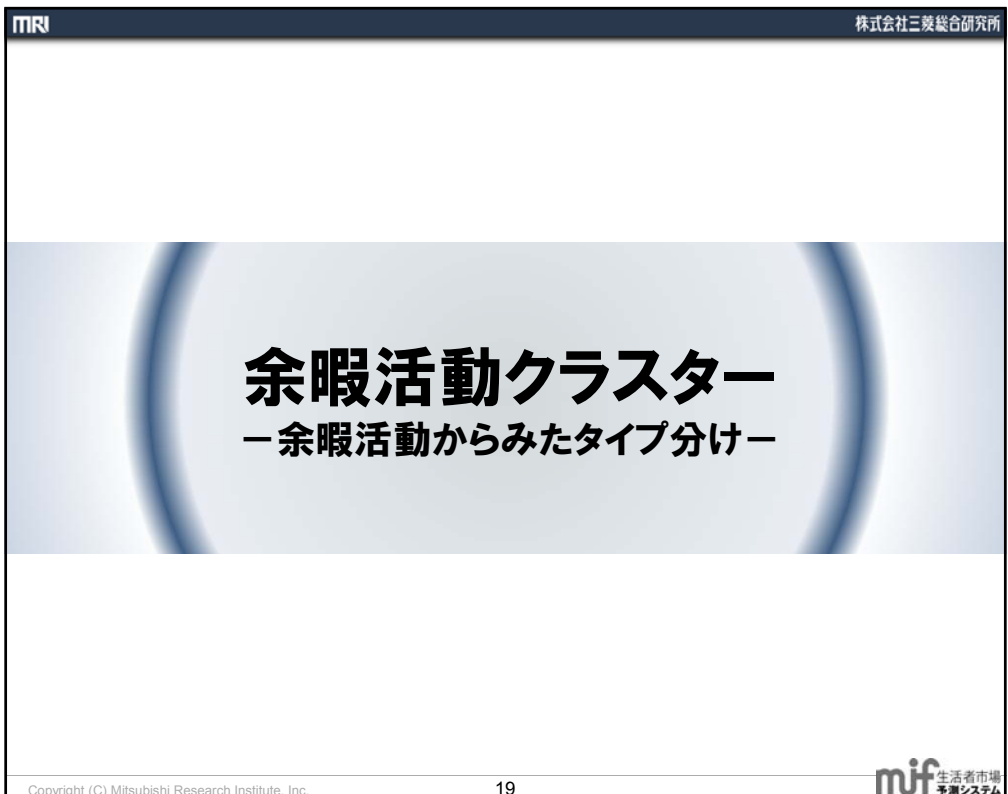 MRI 株式会社三菱総合研究所
余暇活動クラスター
－余暇活動からみたタイプ分け－
Copyright (C) Mitsubishi Research Institute, Inc.
19
mif 生活者市場
予測システム